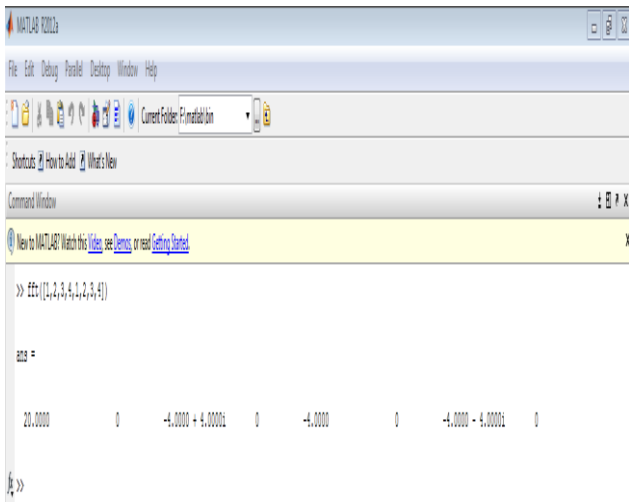 MATLAB R2012a
File Edit Debug Parallel Desktop Window Help
Current Folder: F:\matlab\bin
Shortcuts How to Add What's New
Command Window
New to MATLAB? Watch this Video, see Demos, or read Getting Started.
>> fft([1,2,3,4,1,2,3,4])
ans =
20.0000 0 -4.0000 + 4.0000i 0 -4.0000 0 -4.0000 - 4.0000i 0
fx >>